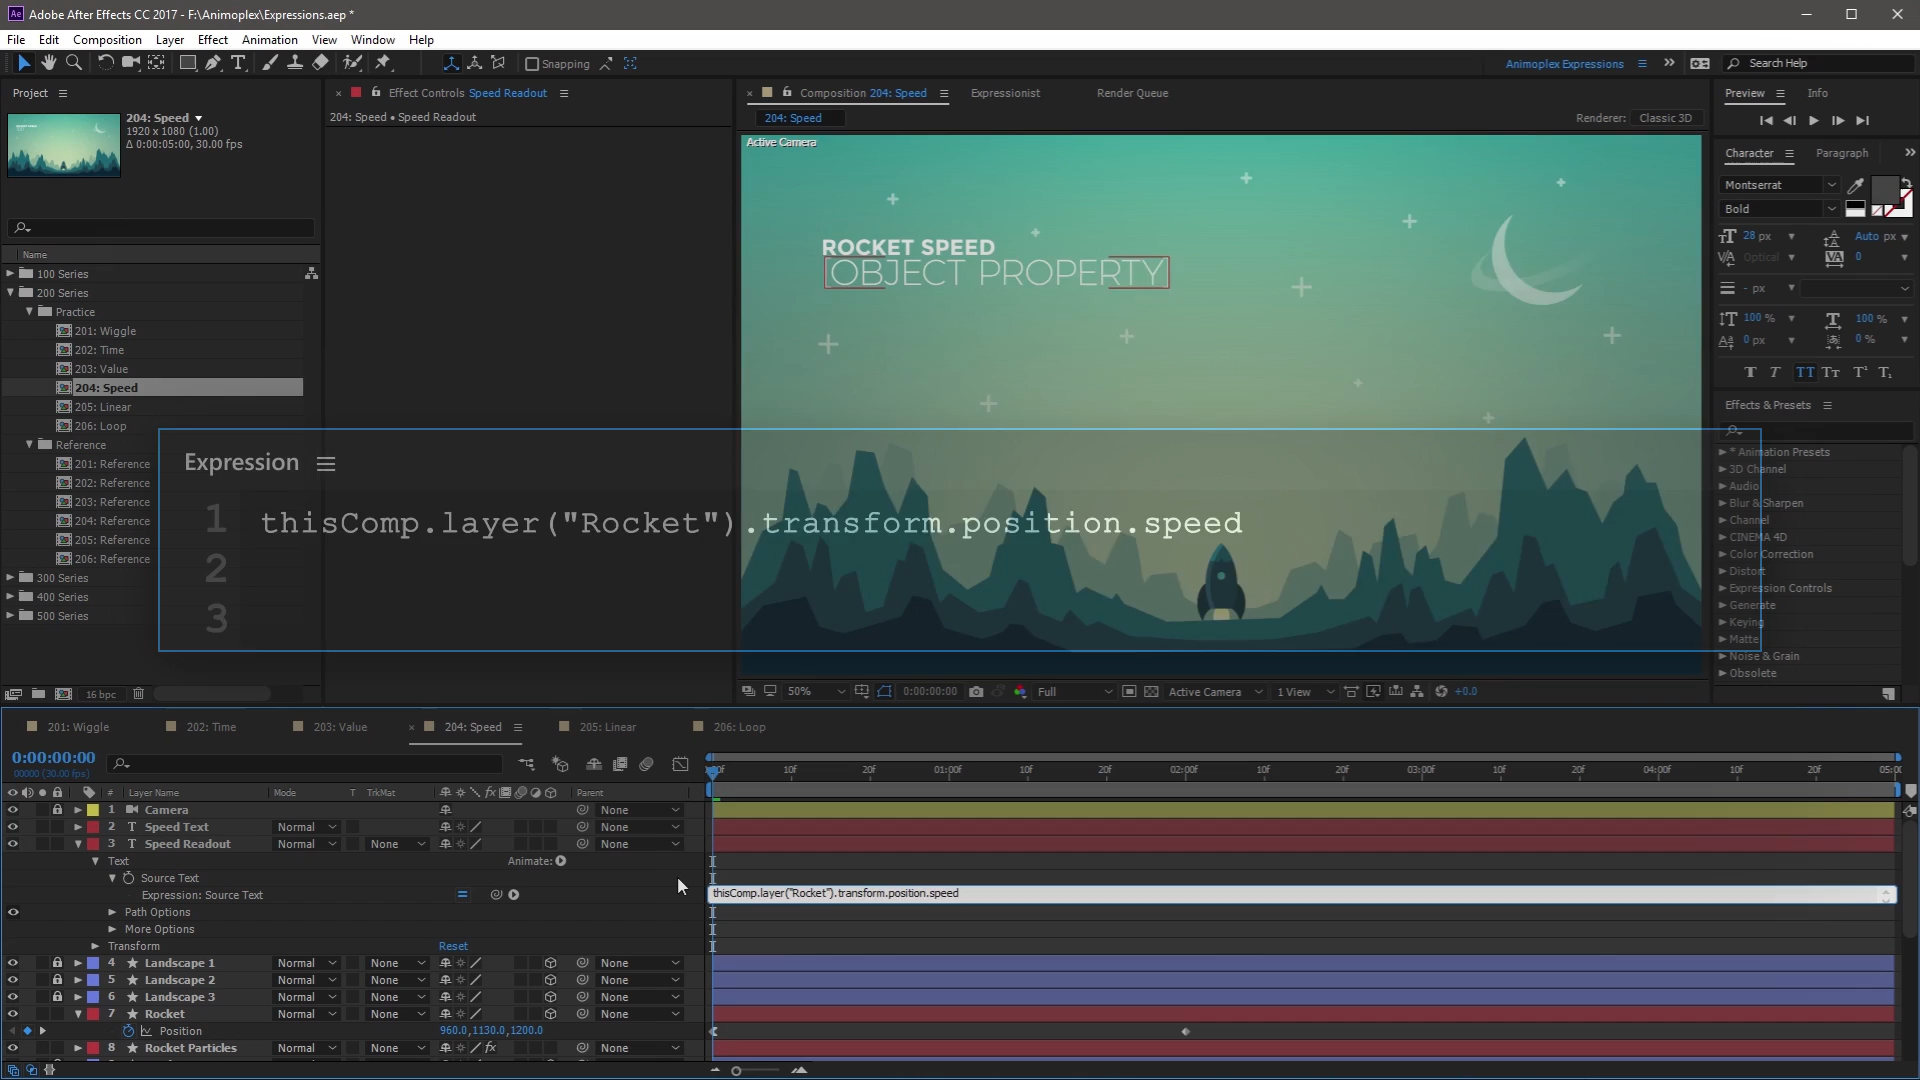 Adobe After Effects CC 2017 - F:\Animoplex\Expressions.aep *
File Edit Composition Layer Effect Animation View Window Help
Snapping
Animoplex Expressions
Search Help
Project
204: Speed
1920 x 1080 (1.00)
Δ 0:00:05:00, 30.00 fps
Name
100 Series
200 Series
Practice
201: Wiggle
202: Time
203: Value
204: Speed
205: Linear
206: Loop
Reference
201: Reference
202: Reference
203: Reference
204: Reference
205: Reference
206: Reference
300 Series
400 Series
500 Series
16 bpc
Effect Controls Speed Readout
204: Speed • Speed Readout
Composition 204: Speed
Expressionist
Render Queue
204: Speed
Renderer: Classic 3D
Active Camera
ROCKET SPEED
OBJECT PROPERTY
Expression
1 thisComp.layer("Rocket").transform.position.speed
2
3
50% 0:00:00:00 Full Active Camera 1 View +0.0
Preview Info
Character Paragraph
Montserrat
Bold
28 px Auto px
Optical 0
- px
100 % 100 %
0 px 0 %
Effects & Presets
* Animation Presets
3D Channel
Audio
Blur & Sharpen
Channel
CINEMA 4D
Color Correction
Distort
Expression Controls
Generate
Keying
Matte
Noise & Grain
Obsolete
201: Wiggle 202: Time 203: Value 204: Speed 205: Linear 206: Loop
0:00:00:00
00000 (30.00 fps)
10f 20f 01:00f 10f 20f 02:00f 10f 20f 03:00f 10f 20f 04:00f 10f 20f
# Layer Name Mode T TrkMat Parent
1 Camera None
2 Speed Text Normal None
3 Speed Readout Normal None None
Text Animate:
Source Text
Expression: Source Text thisComp.layer("Rocket").transform.position.speed
Path Options
More Options
Transform Reset
4 Landscape 1 Normal None None
5 Landscape 2 Normal None None
6 Landscape 3 Normal None None
7 Rocket Normal None None
Position 960.0,1130.0,1200.0
8 Rocket Particles Normal None None